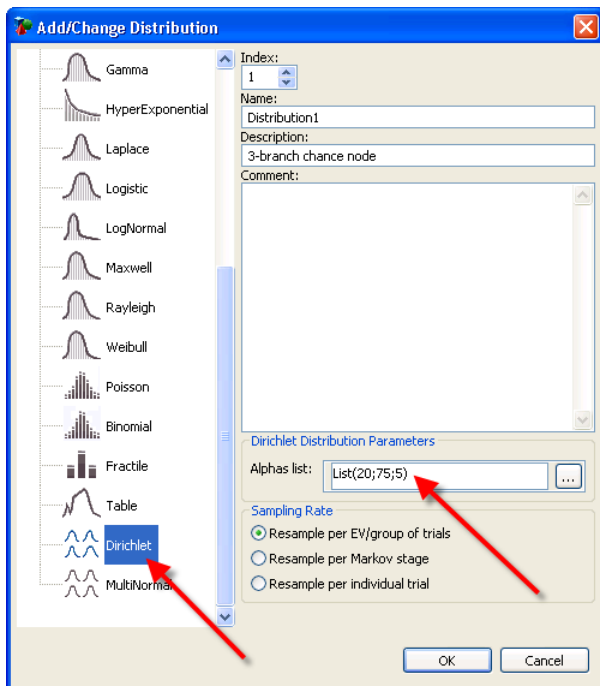 Add/Change Distribution
Gamma
HyperExponential
Laplace
Logistic
LogNormal
Maxwell
Rayleigh
Weibull
Poisson
Binomial
Fractile
Table
Dirichlet
MultiNormal
Index:
1
Name:
Distribution1
Description:
3-branch chance node
Comment:
Dirichlet Distribution Parameters
Alphas list:
List(20;75;5)
...
Sampling Rate
Resample per EV/group of trials
Resample per Markov stage
Resample per individual trial
OK
Cancel